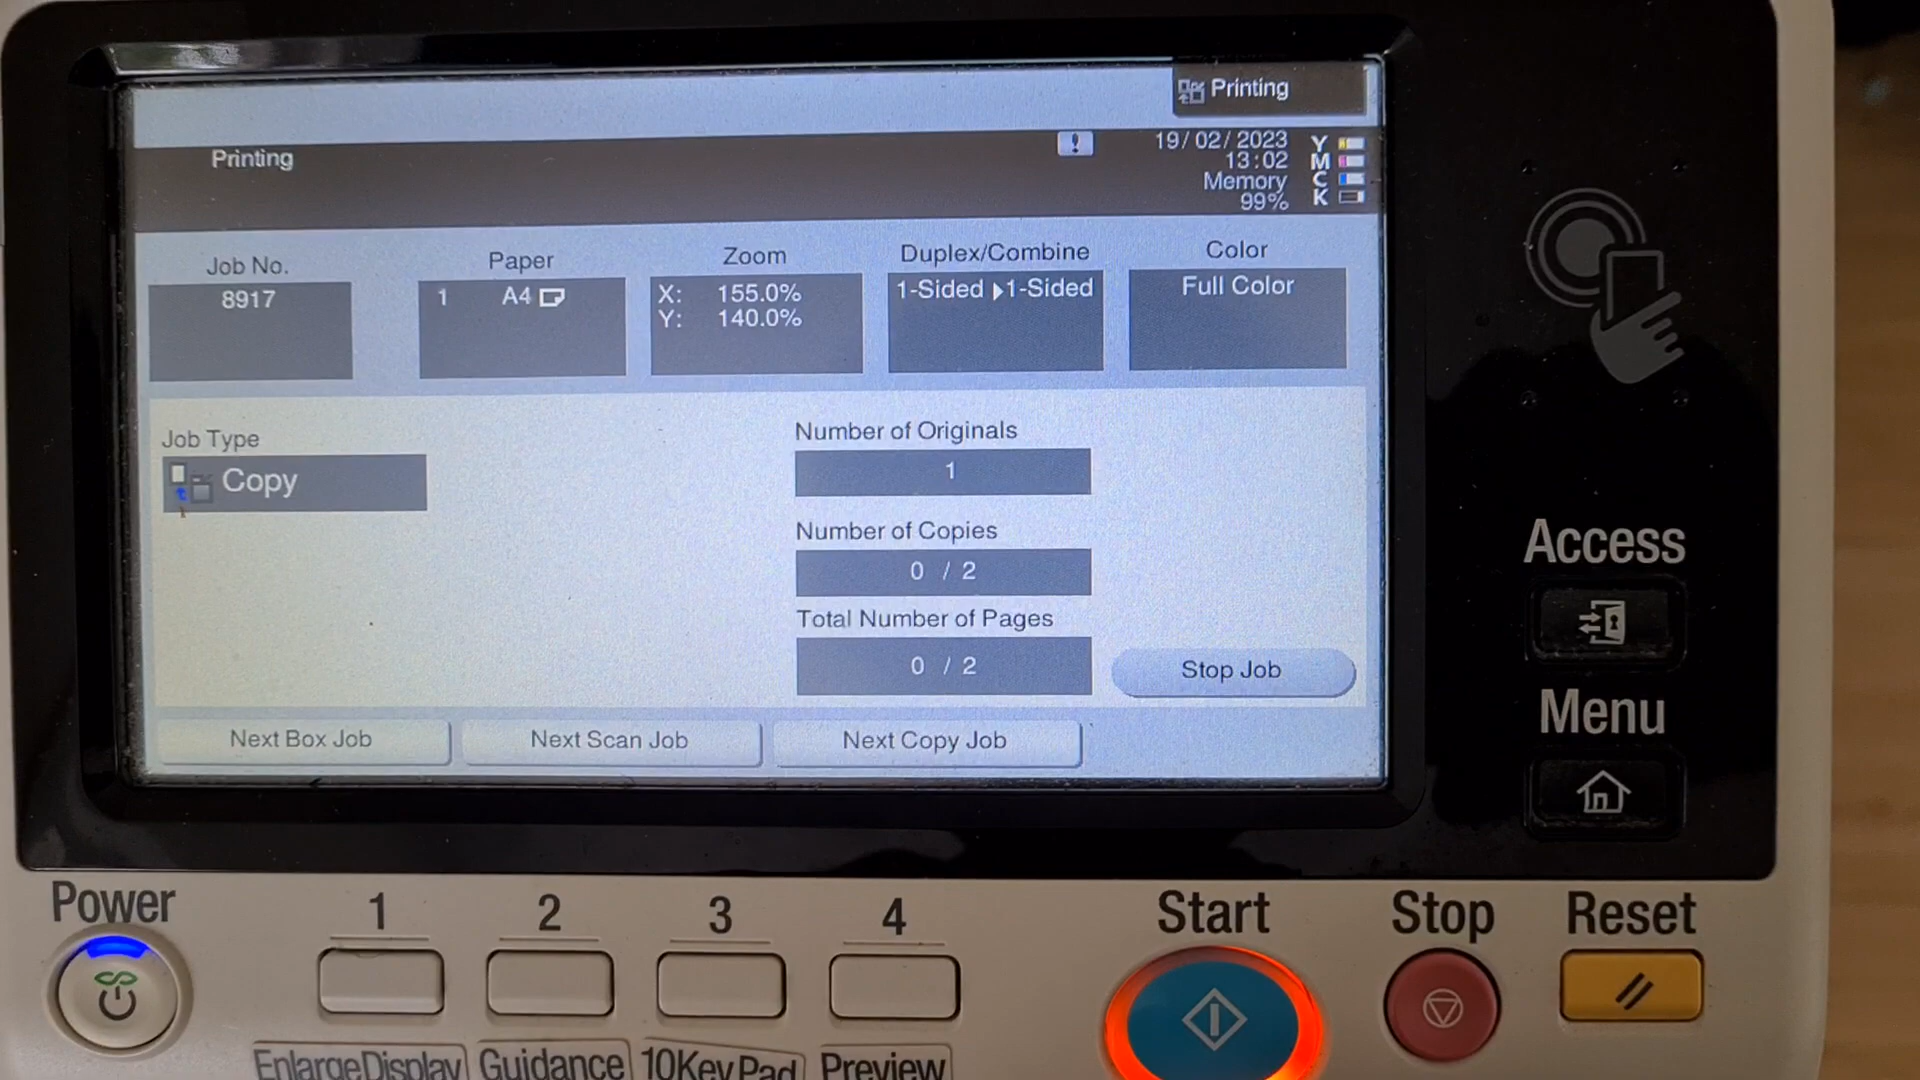 Printing
Printing
!
19/02/2023
13:02
Memory
99%
Y
M
C
K
Job No.
8917
Paper
1 A4
Zoom
X: 155.0%
Y: 140.0%
Duplex/Combine
1-Sided ▶1-Sided
Color
Full Color
Job Type
Copy
Number of Originals
1
Number of Copies
0 / 2
Total Number of Pages
0 / 2
Stop Job
Next Box Job
Next Scan Job
Next Copy Job
Access
Menu
Power
1
2
3
4
Start
Stop
Reset
EnlargeDisplay
Guidance
10KeyPad
Preview